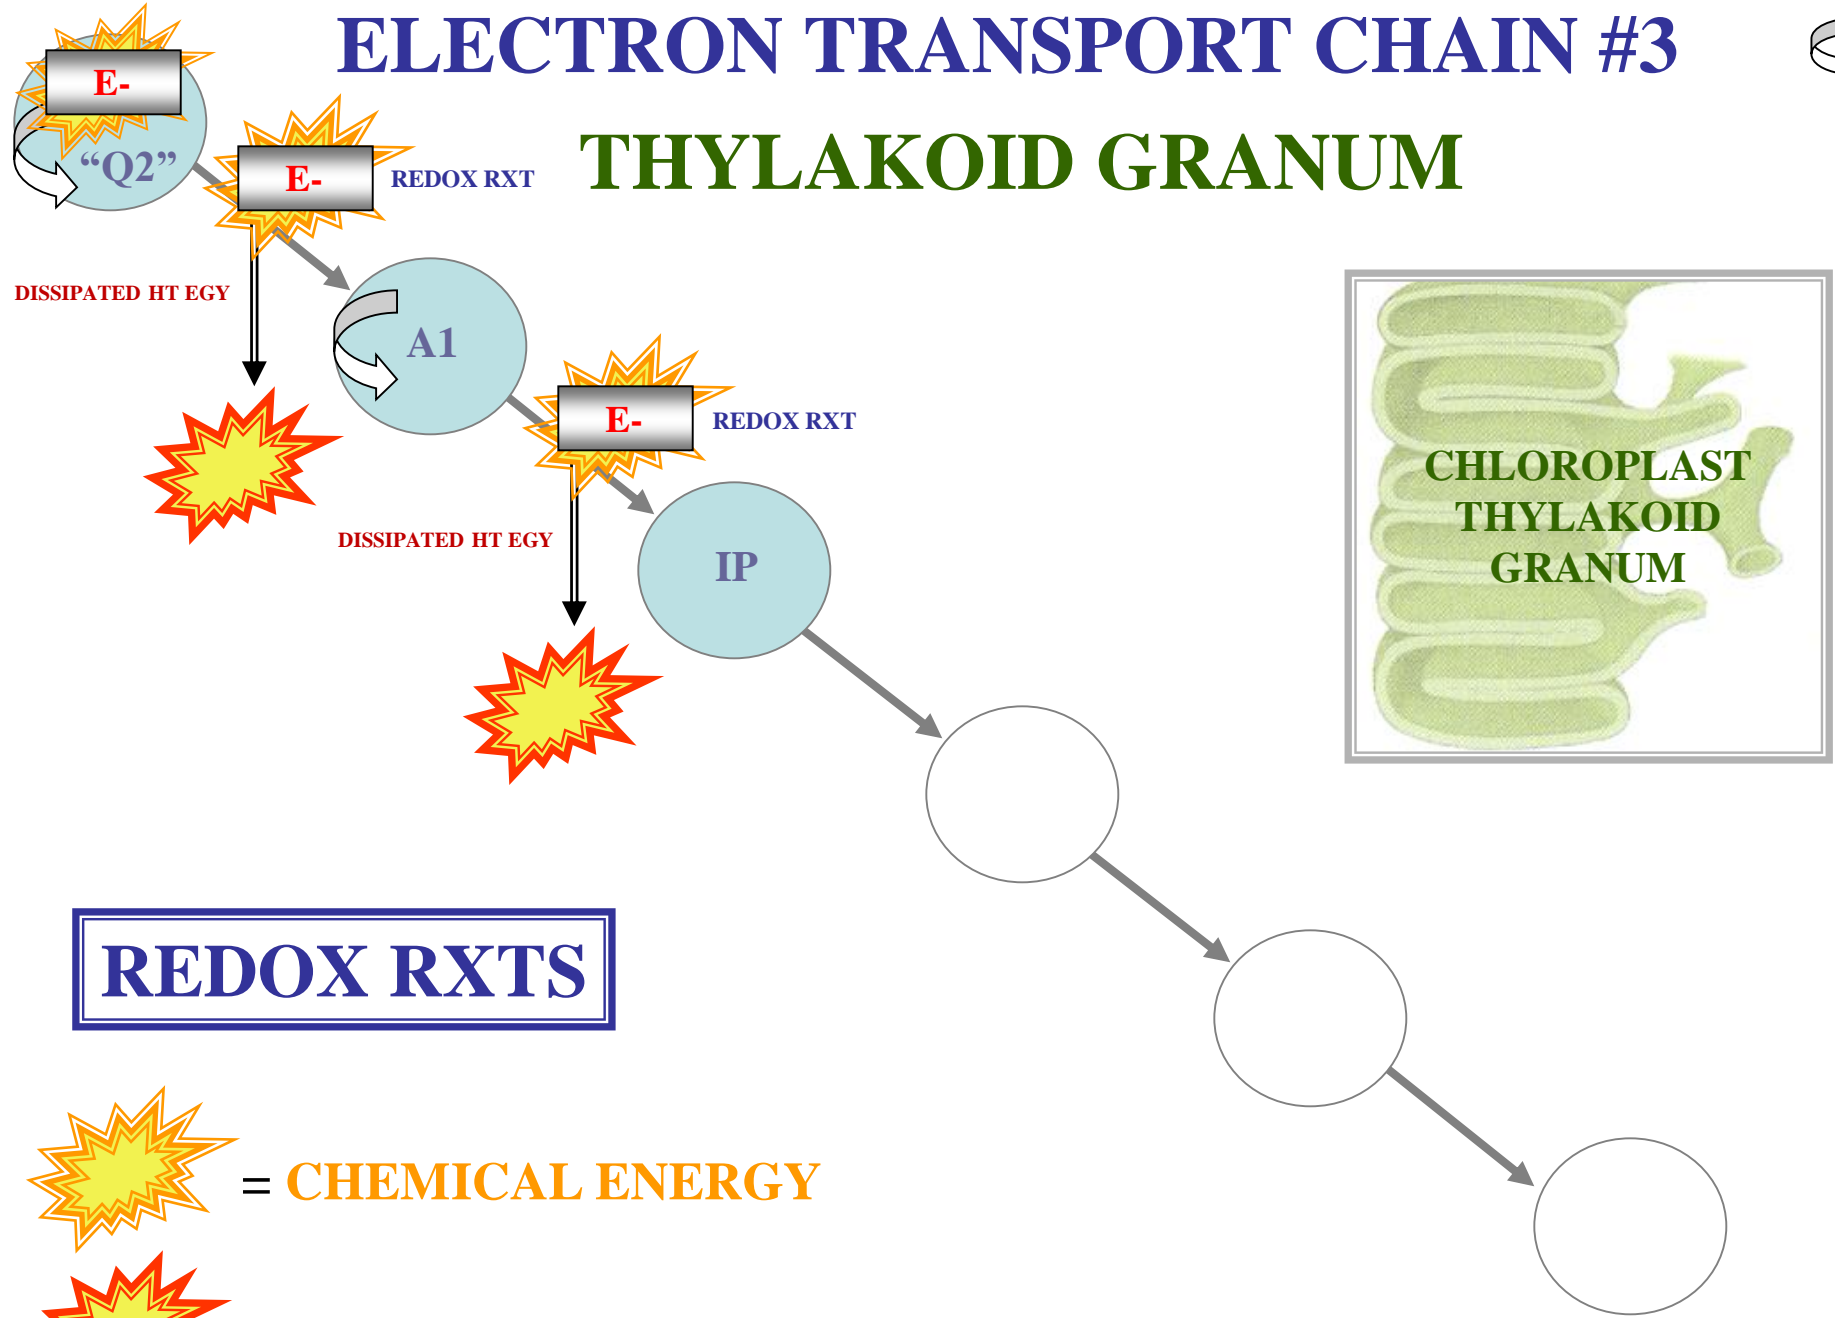 ELECTRON TRANSPORT CHAIN #3
THYLAKOID GRANUM
E-
“Q2”
E-
REDOX RXT
DISSIPATED HT EGY
A1
E-
REDOX RXT
DISSIPATED HT EGY
IP
CHLOROPLAST
THYLAKOID
GRANUM
REDOX RXTS
= CHEMICAL ENERGY